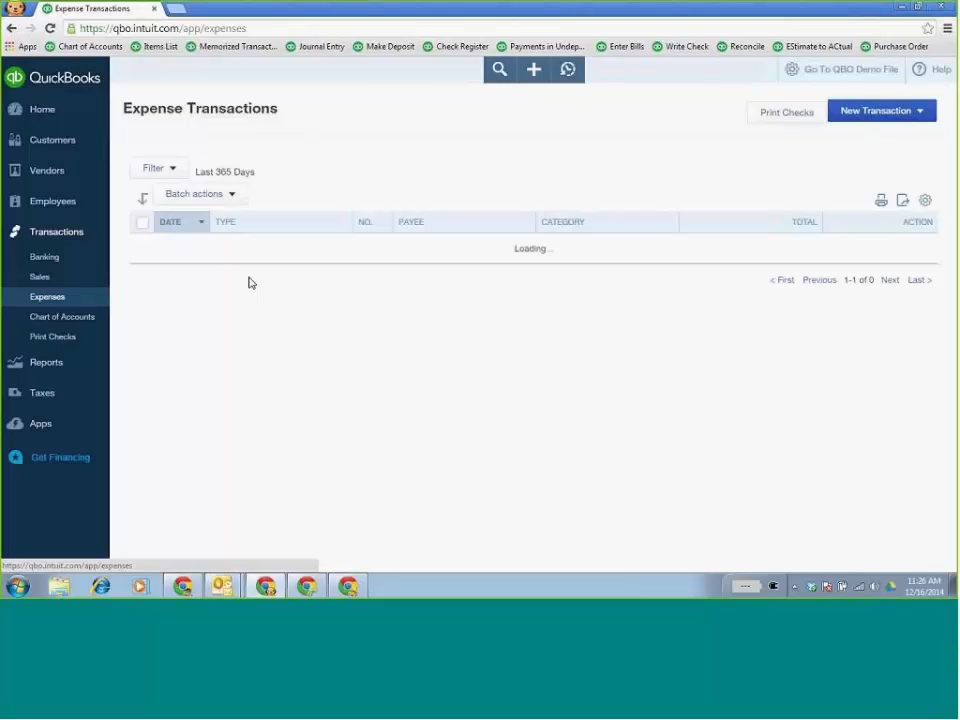 Expense Transactions
https://qbo.intuit.com/app/expenses
Apps Chart of Accounts Items List Memorized Transact... Journal Entry Make Deposit Check Register Payments in Undep... Enter Bills Write Check Reconcile EStimate to ACtual Purchase Order
qb QuickBooks
Go To QBO Demo File
Help
Home
Customers
Vendors
Employees
Transactions
Banking
Sales
Expenses
Chart of Accounts
Print Checks
Reports
Taxes
Apps
Get Financing
Expense Transactions
Print Checks
New Transaction
Filter
Last 365 Days
Batch actions
DATE TYPE NO. PAYEE CATEGORY TOTAL ACTION
Loading...
< First Previous 1-1 of 0 Next Last >
https://qbo.intuit.com/app/expenses
11:26 AM
12/16/2014